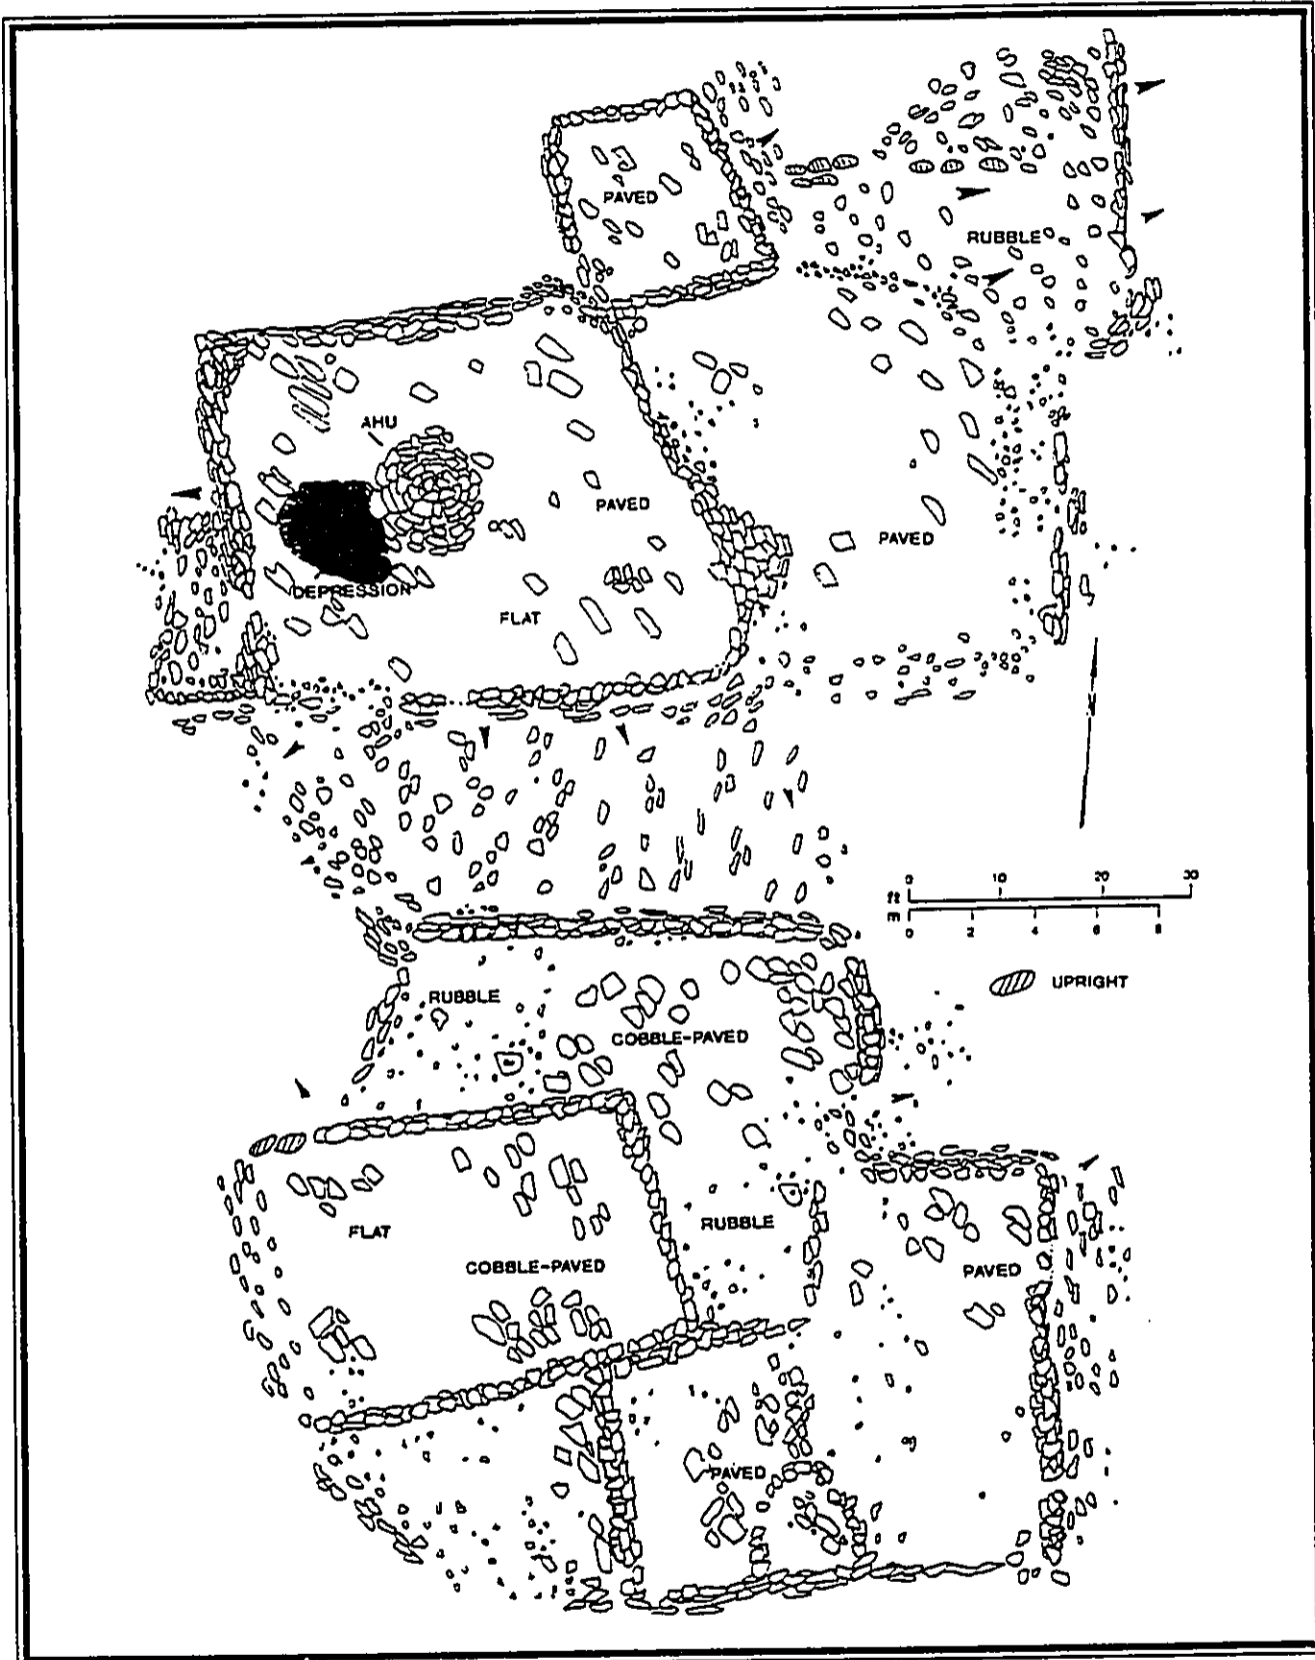 PAVED
RUBBLE
AHU
PAVED
PAVED
DEPRESSION
FLAT
N
0 10 20 30
ft
m
0 2 4 6 8
UPRIGHT
RUBBLE
COBBLE-PAVED
FLAT
RUBBLE
COBBLE-PAVED
PAVED
PAVED